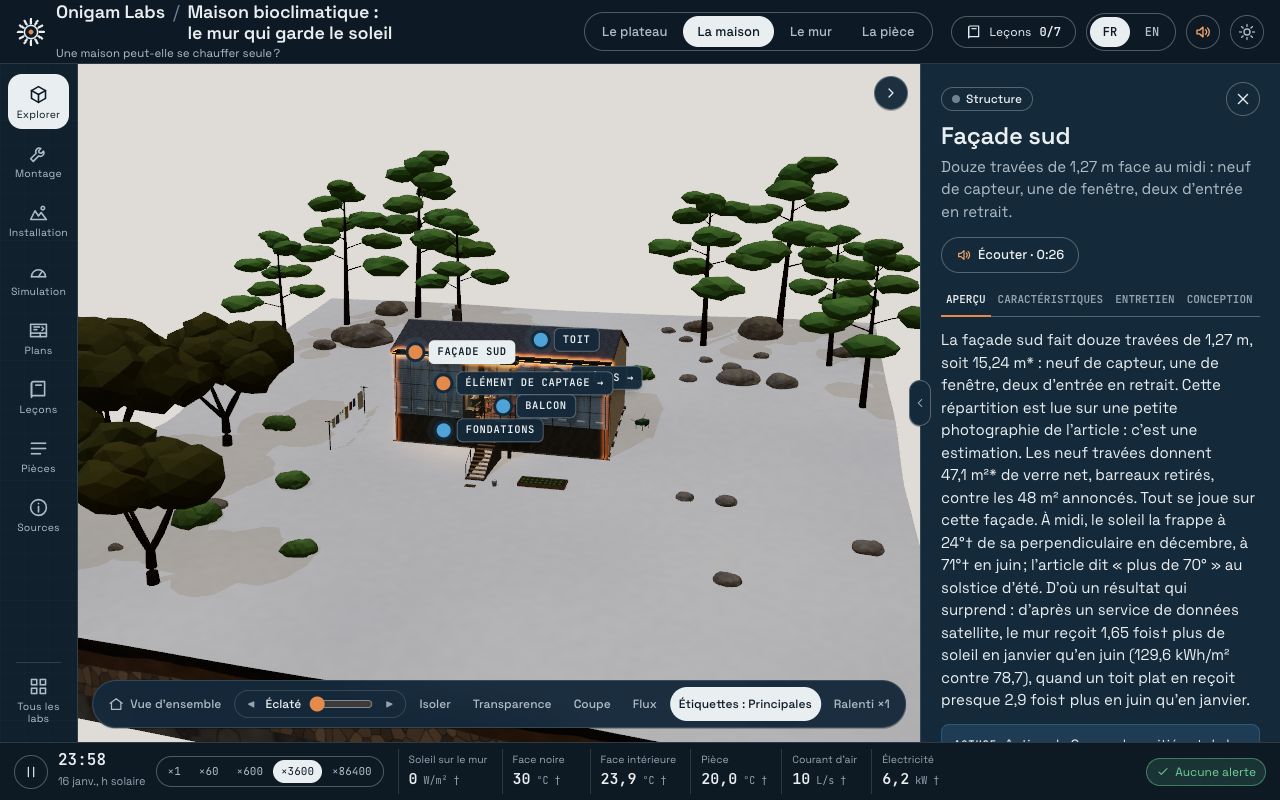 Onigam Labs / Maison bioclimatique :
le mur qui garde le soleil
Une maison peut-elle se chauffer seule ?
Le plateau
La maison
Le mur
La pièce
Leçons 0/7
FR
EN
Explorer
Montage
Installation
Simulation
Plans
Leçons
Pièces
Sources
Tous les
labs
TOIT
FAÇADE SUD
S →
ÉLÉMENT DE CAPTAGE →
BALCON
FONDATIONS
Vue d'ensemble
◄ Éclaté ►
Isoler
Transparence
Coupe
Flux
Étiquettes : Principales
Ralenti ×1
Structure
Façade sud
Douze travées de 1,27 m face au midi : neuf
de capteur, une de fenêtre, deux d'entrée
en retrait.
Écouter · 0:26
APERÇU
CARACTÉRISTIQUES
ENTRETIEN
CONCEPTION
La façade sud fait douze travées de 1,27 m,
soit 15,24 m* : neuf de capteur, une de
fenêtre, deux d'entrée en retrait. Cette
répartition est lue sur une petite
photographie de l'article : c'est une
estimation. Les neuf travées donnent
47,1 m²* de verre net, barreaux retirés,
contre les 48 m² annoncés. Tout se joue sur
cette façade. À midi, le soleil la frappe à
24°† de sa perpendiculaire en décembre, à
71°† en juin ; l'article dit « plus de 70° » au
solstice d'été. D'où un résultat qui
surprend : d'après un service de données
satellite, le mur reçoit 1,65 fois† plus de
soleil en janvier qu'en juin (129,6 kWh/m²
contre 78,7), quand un toit plat en reçoit
presque 2,9 fois† plus en juin qu'en janvier.
23:58
16 janv., h solaire
×1
×60
×600
×3600
×86400
Soleil sur le mur
0 W/m² †
Face noire
30 °C †
Face intérieure
23,9 °C †
Pièce
20,0 °C †
Courant d'air
10 L/s †
Électricité
6,2 kW †
Aucune alerte